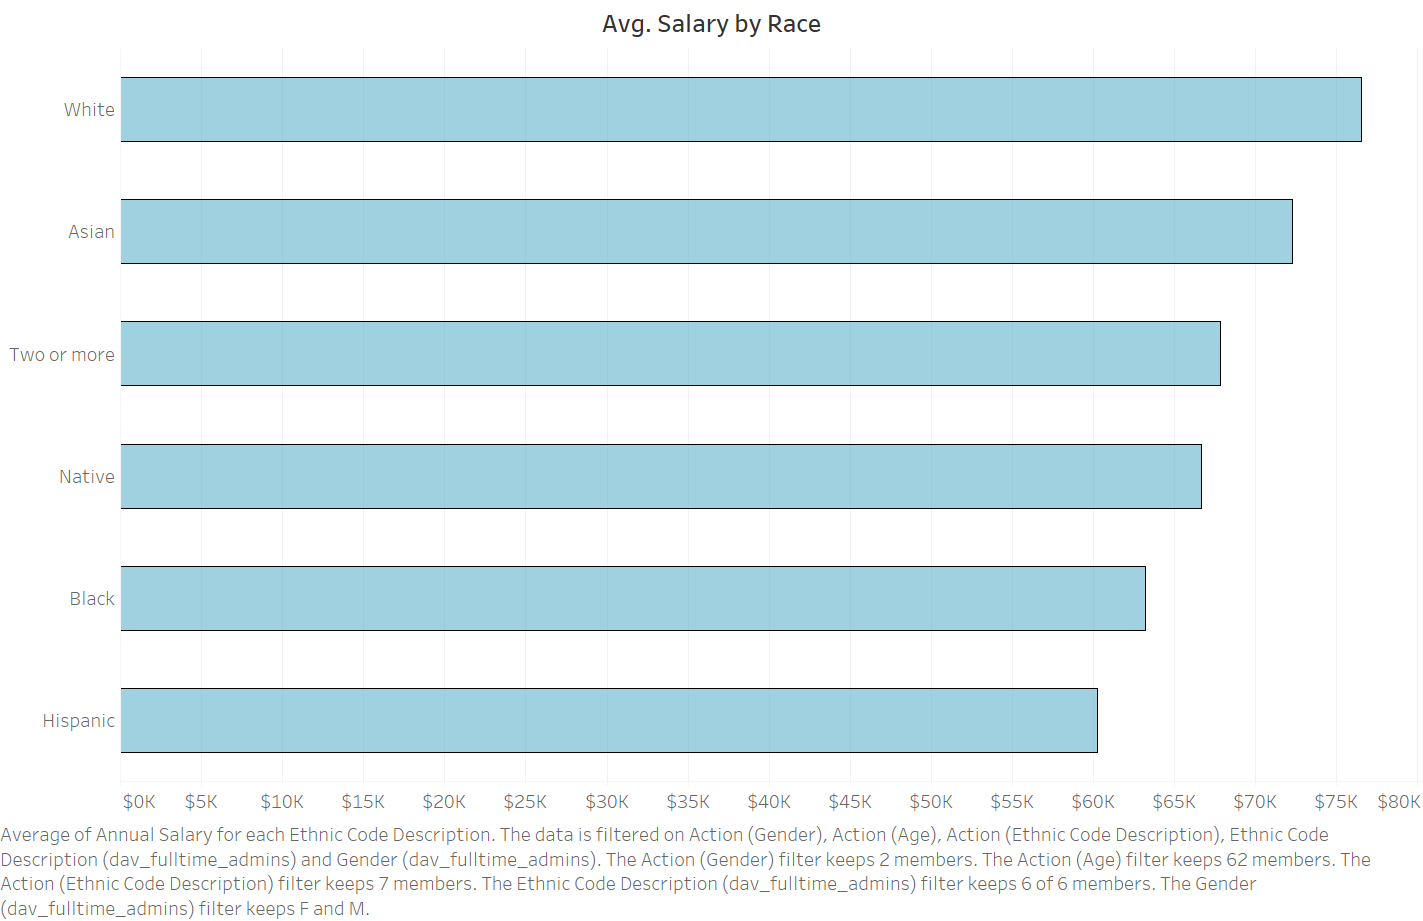 Avg. Salary by Race
White
Asian
Two or more
Native
Black
Hispanic
$0K $5K $10K $15K $20K $25K $30K $35K $40K $45K $50K $55K $60K $65K $70K $75K $80K
Average of Annual Salary for each Ethnic Code Description. The data is filtered on Action (Gender), Action (Age), Action (Ethnic Code Description), Ethnic Code
Description (dav_fulltime_admins) and Gender (dav_fulltime_admins). The Action (Gender) filter keeps 2 members. The Action (Age) filter keeps 62 members. The
Action (Ethnic Code Description) filter keeps 7 members. The Ethnic Code Description (dav_fulltime_admins) filter keeps 6 of 6 members. The Gender
(dav_fulltime_admins) filter keeps F and M.